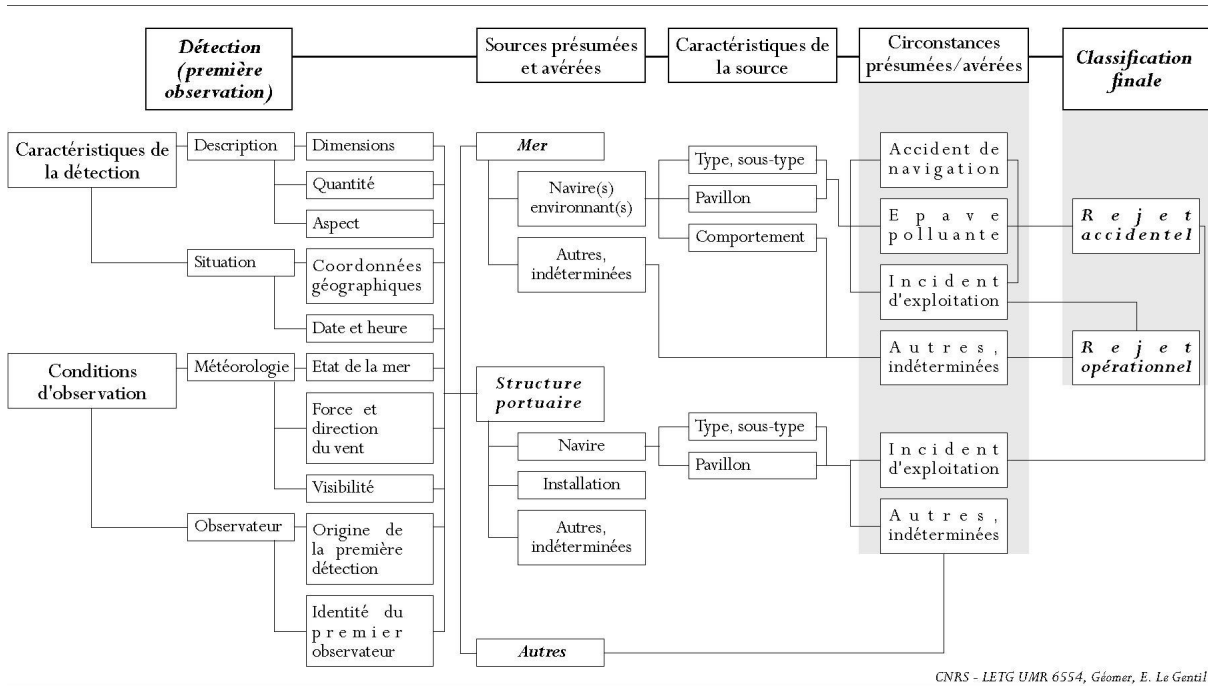 Détection
(première
observation)
Sources présumées
et avérées
Caractéristiques de
la source
Circonstances
présumées/avérées
Classification
finale
Caractéristiques de
la détection
Description
Dimensions
Quantité
Aspect
Situation
Coordonnées
géographiques
Date et heure
Conditions
d'observation
Météorologie
Etat de la mer
Force et
direction
du vent
Visibilité
Observateur
Origine de
la première
détection
Identité du
premier
observateur
Mer
Navire(s)
environnant(s)
Autres,
indéterminées
Structure
portuaire
Navire
Installation
Autres,
indéterminées
Autres
Type, sous-type
Pavillon
Comportement
Type, sous-type
Pavillon
Accident de
navigation
Epave
polluante
Incident
d'exploitation
Autres,
indéterminées
Incident
d'exploitation
Autres,
indéterminées
Rejet
accidentel
Rejet
opérationnel
CNRS - LETG UMR 6554, Géomer, E. Le Gentil